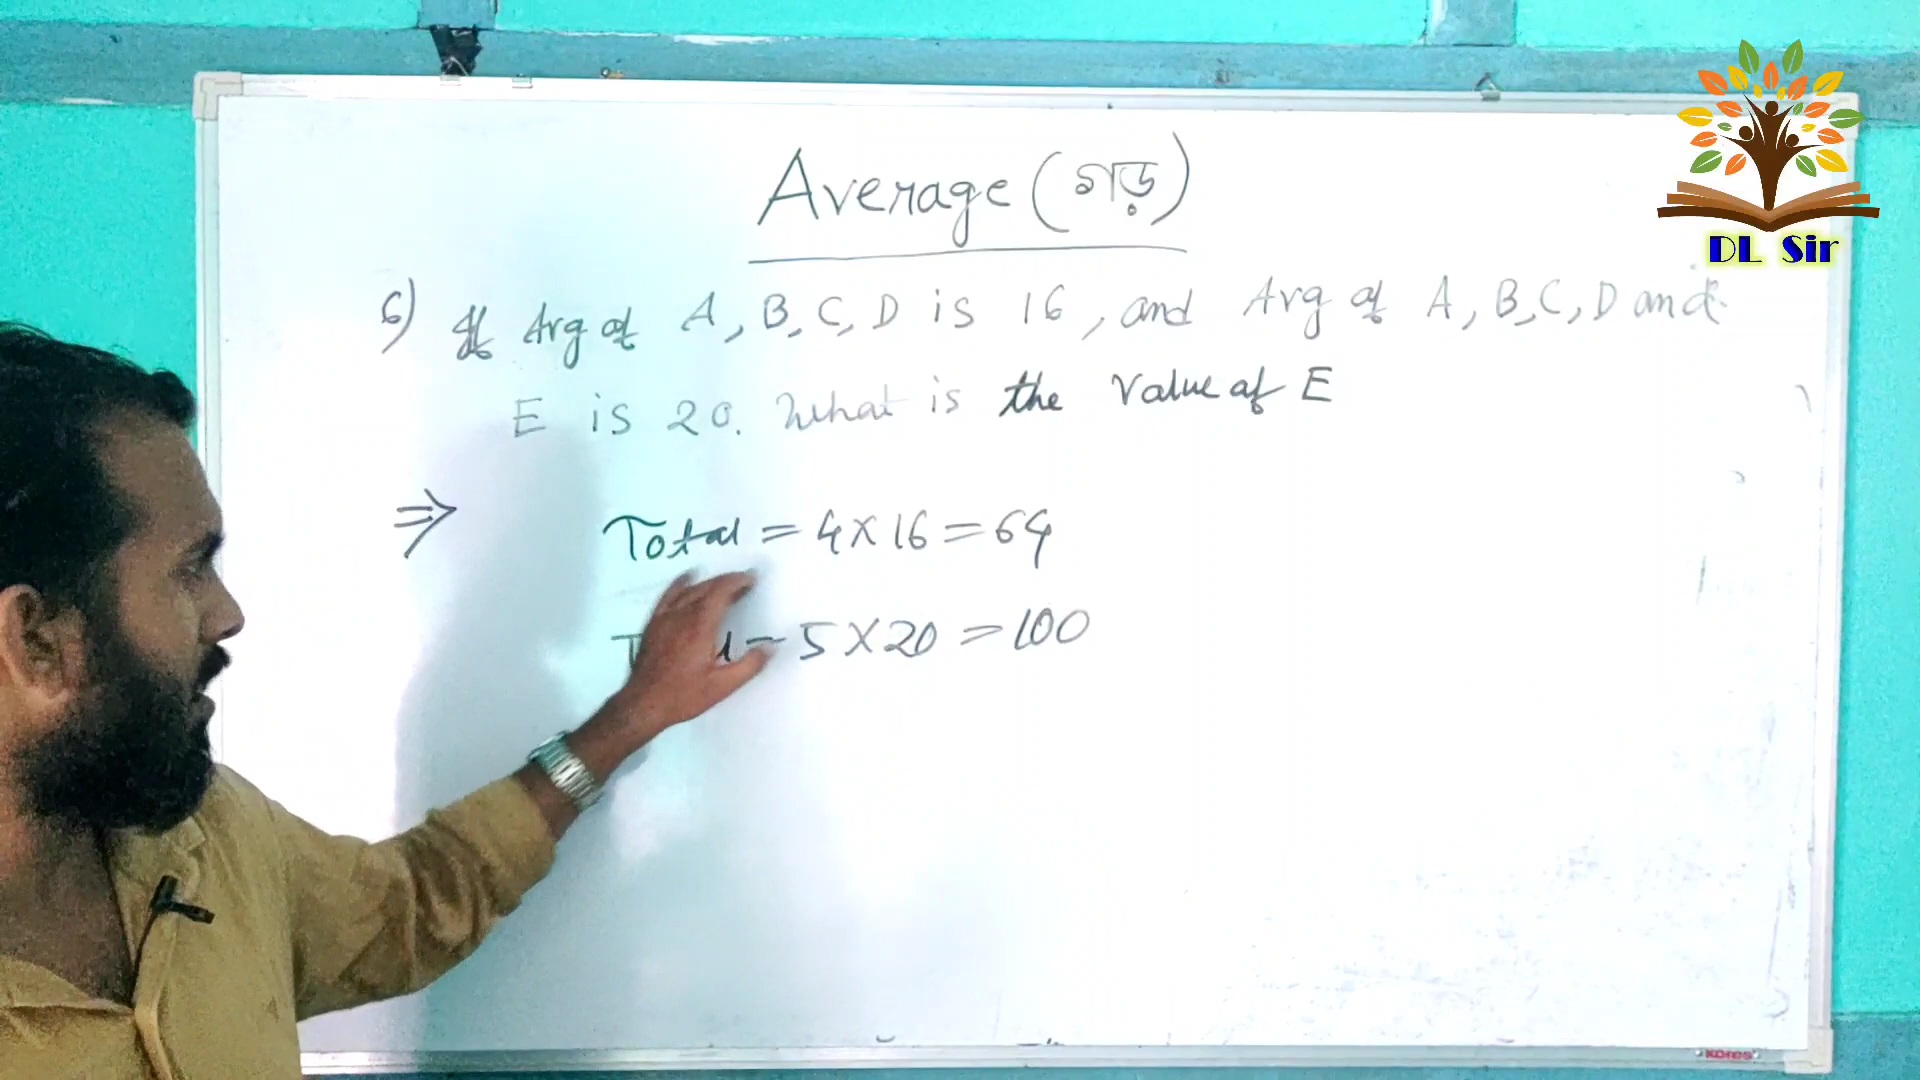 Average (গড়)
DL Sir
6) If Avg of A, B, C, D is 16, and Avg of A, B, C, D and
E is 20. What is the value of E
⇒ Total = 4 × 16 = 64
= 5 × 20 = 100
kores